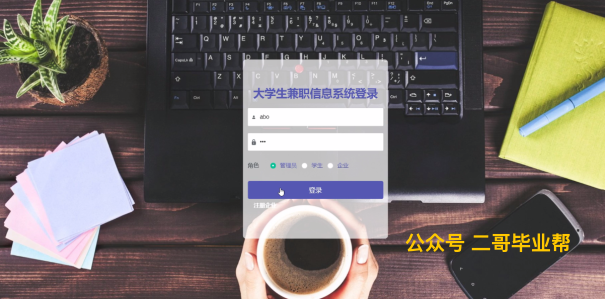 大学生兼职信息系统登录
abo
•••
角色
管理员
学生
企业
登录
注册企业
公众号 二哥毕业帮